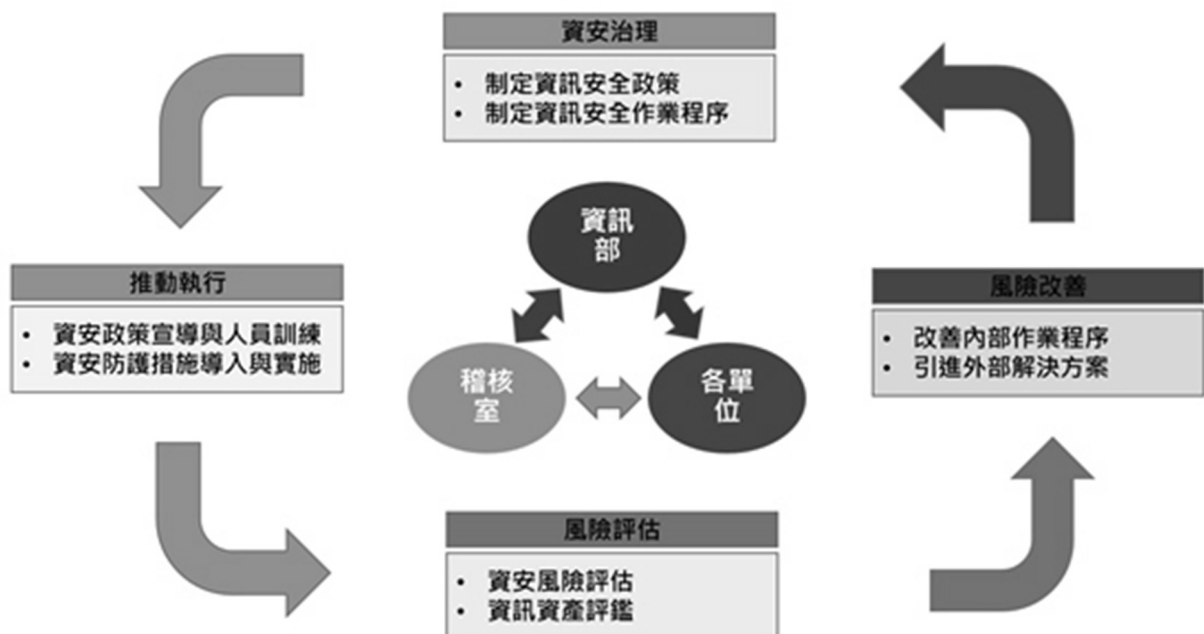 資安治理
• 制定資訊安全政策
• 制定資訊安全作業程序
資訊
部
推動執行
• 資安政策宣導與人員訓練
• 資安防護措施導入與實施
稽核
室
各單
位
風險改善
• 改善內部作業程序
• 引進外部解決方案
風險評估
• 資安風險評估
• 資訊資產評鑑